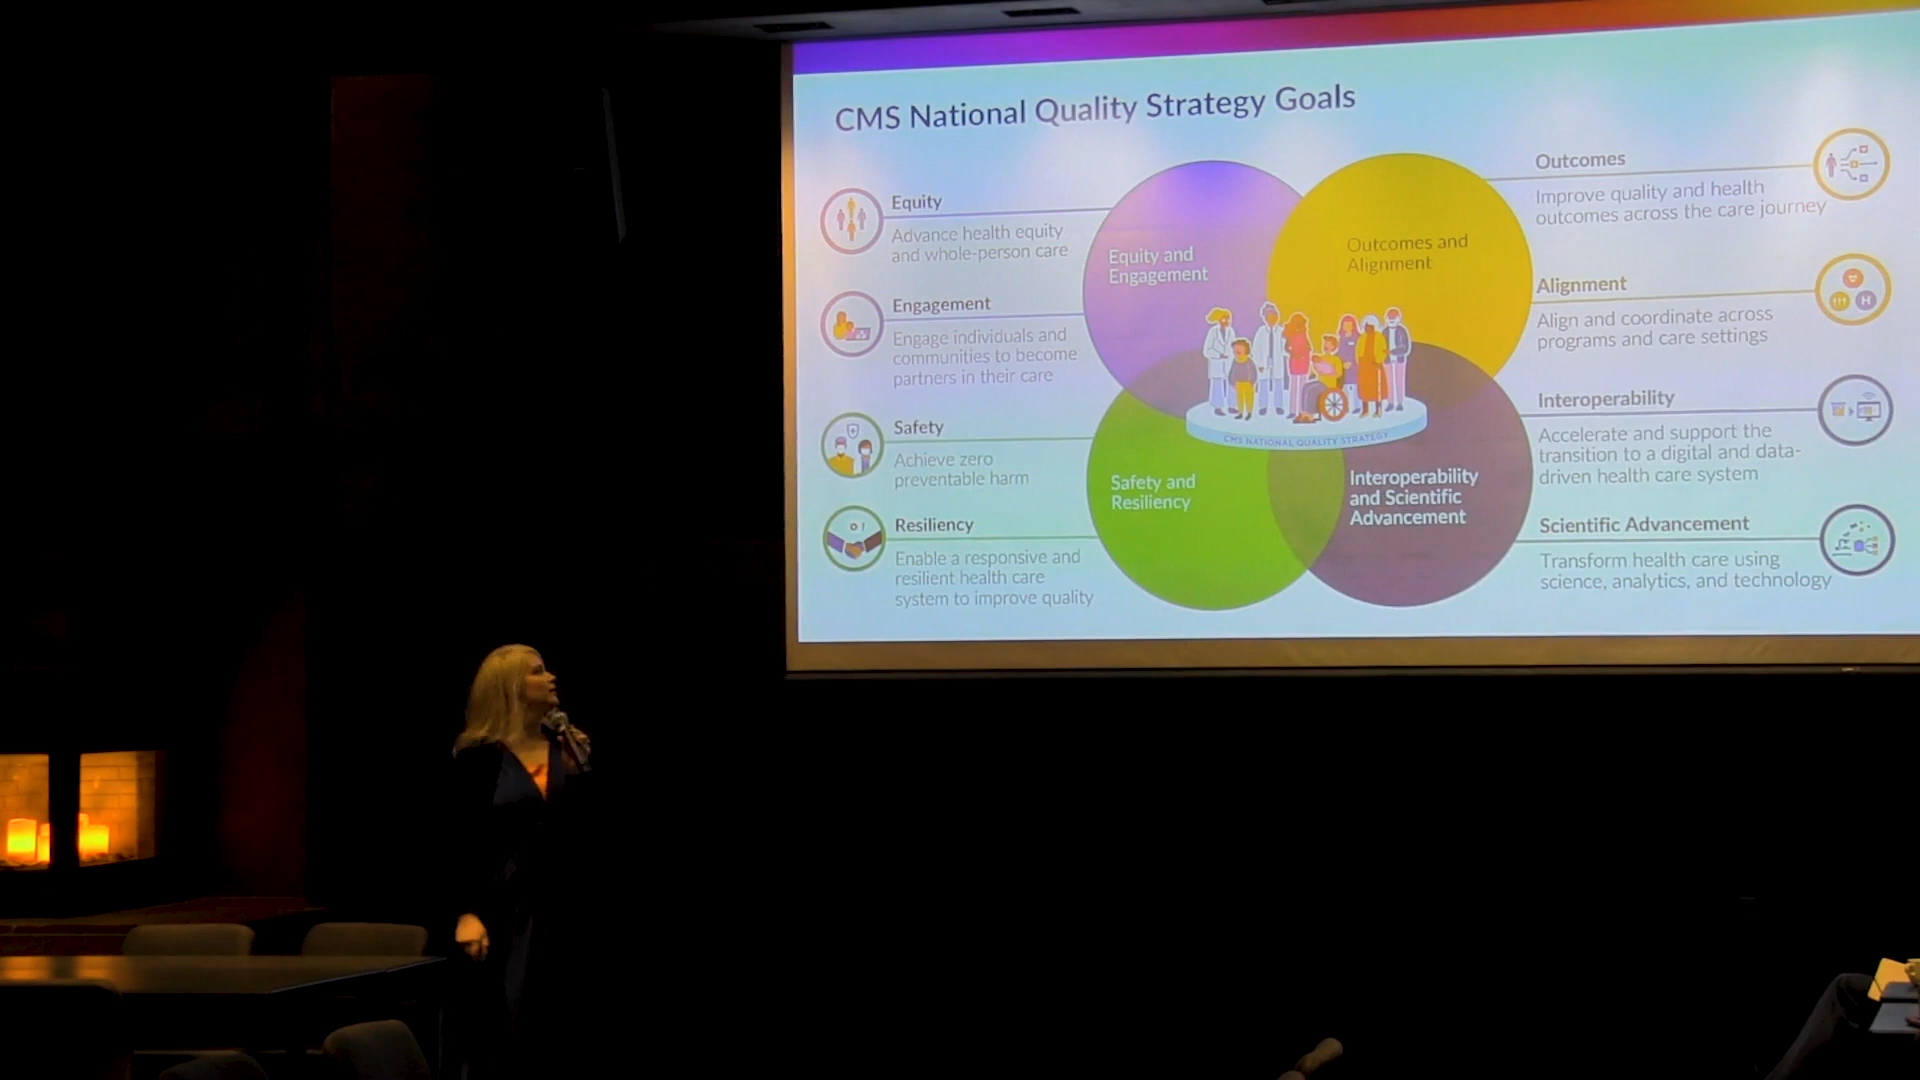 CMS National Quality Strategy Goals
Equity
Advance health equity
and whole-person care
Engagement
Engage individuals and
communities to become
partners in their care
Safety
Achieve zero
preventable harm
Resiliency
Enable a responsive and
resilient health care
system to improve quality
Equity and
Engagement
Outcomes and
Alignment
CMS NATIONAL QUALITY STRATEGY
Safety and
Resiliency
Interoperability
and Scientific
Advancement
Outcomes
Improve quality and health
outcomes across the care journey
Alignment
Align and coordinate across
programs and care settings
Interoperability
Accelerate and support the
transition to a digital and data-
driven health care system
Scientific Advancement
Transform health care using
science, analytics, and technology
H